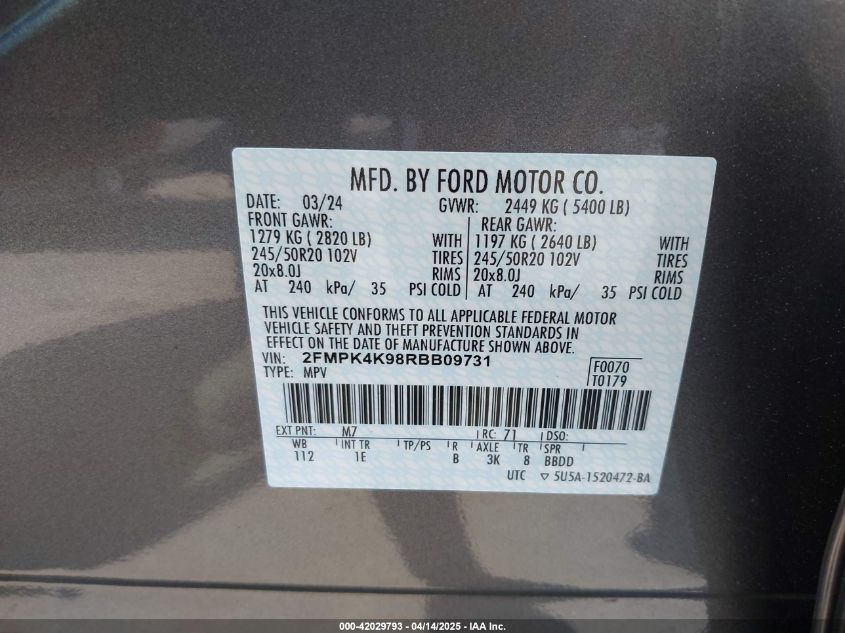 MFD. BY FORD MOTOR CO.
DATE: 03/24 GVWR: 2449 KG ( 5400 LB)
FRONT GAWR: REAR GAWR:
1279 KG ( 2820 LB) WITH 1197 KG ( 2640 LB) WITH
245/50R20 102V TIRES 245/50R20 102V TIRES
20x8.0J RIMS 20x8.0J RIMS
AT 240 kPa/ 35 PSI COLD AT 240 kPa/ 35 PSI COLD
THIS VEHICLE CONFORMS TO ALL APPLICABLE FEDERAL MOTOR
VEHICLE SAFETY AND THEFT PREVENTION STANDARDS IN
EFFECT ON THE DATE OF MANUFACTURE SHOWN ABOVE.
VIN: 2FMPK4K98RBB09731 F0070
TYPE: MPV T0179
EXT PNT: M7 RC: 71 DSO:
WB INT TR TP/PS R AXLE TR SPR
112 1E B 3K 8 BBDD
UTC ▽ 5U5A-1520472-BA
000-42029793 - 04/14/2025 - IAA Inc.